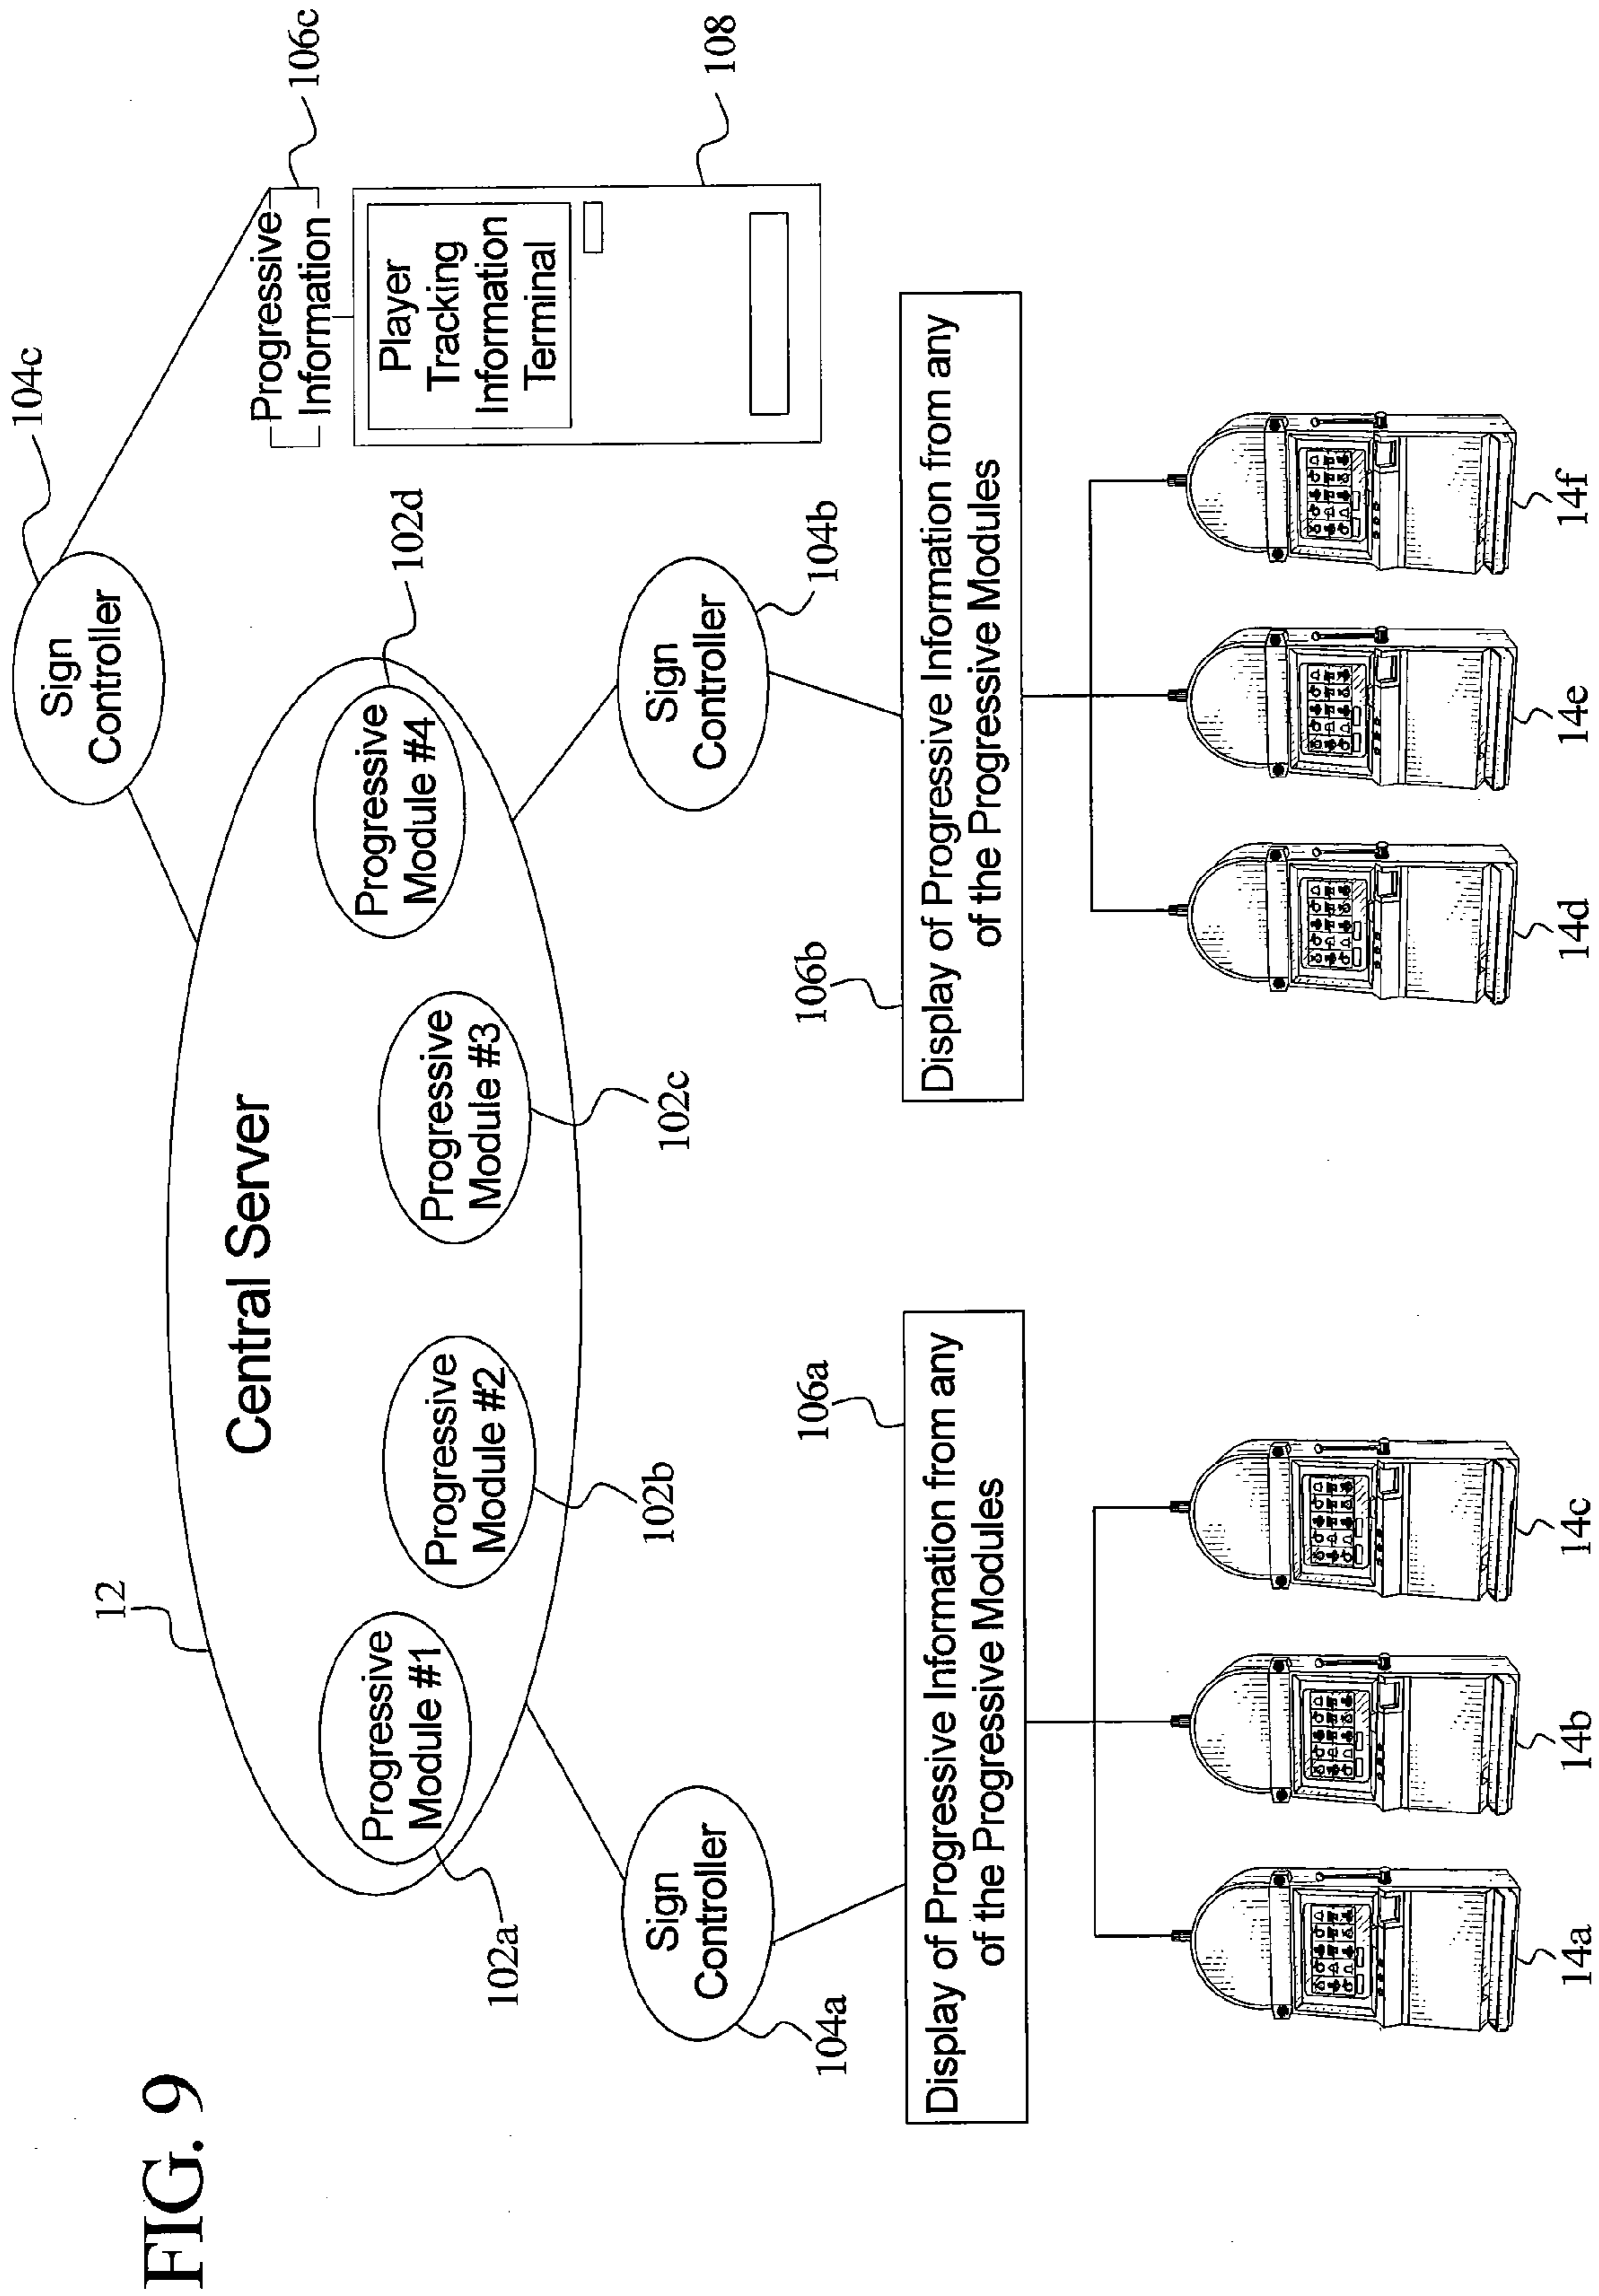 FIG. 9
12
Central Server
Progressive
Module #1
102a
Progressive
Module #2
102b
Progressive
Module #3
102c
Progressive
Module #4
102d
Sign
Controller
104a
Sign
Controller
104b
Sign
Controller
104c
Progressive
Information
106c
Player
Tracking
Information
Terminal
108
106a
Display of Progressive Information from any
of the Progressive Modules
106b
Display of Progressive Information from any
of the Progressive Modules
14a
14b
14c
14d
14e
14f